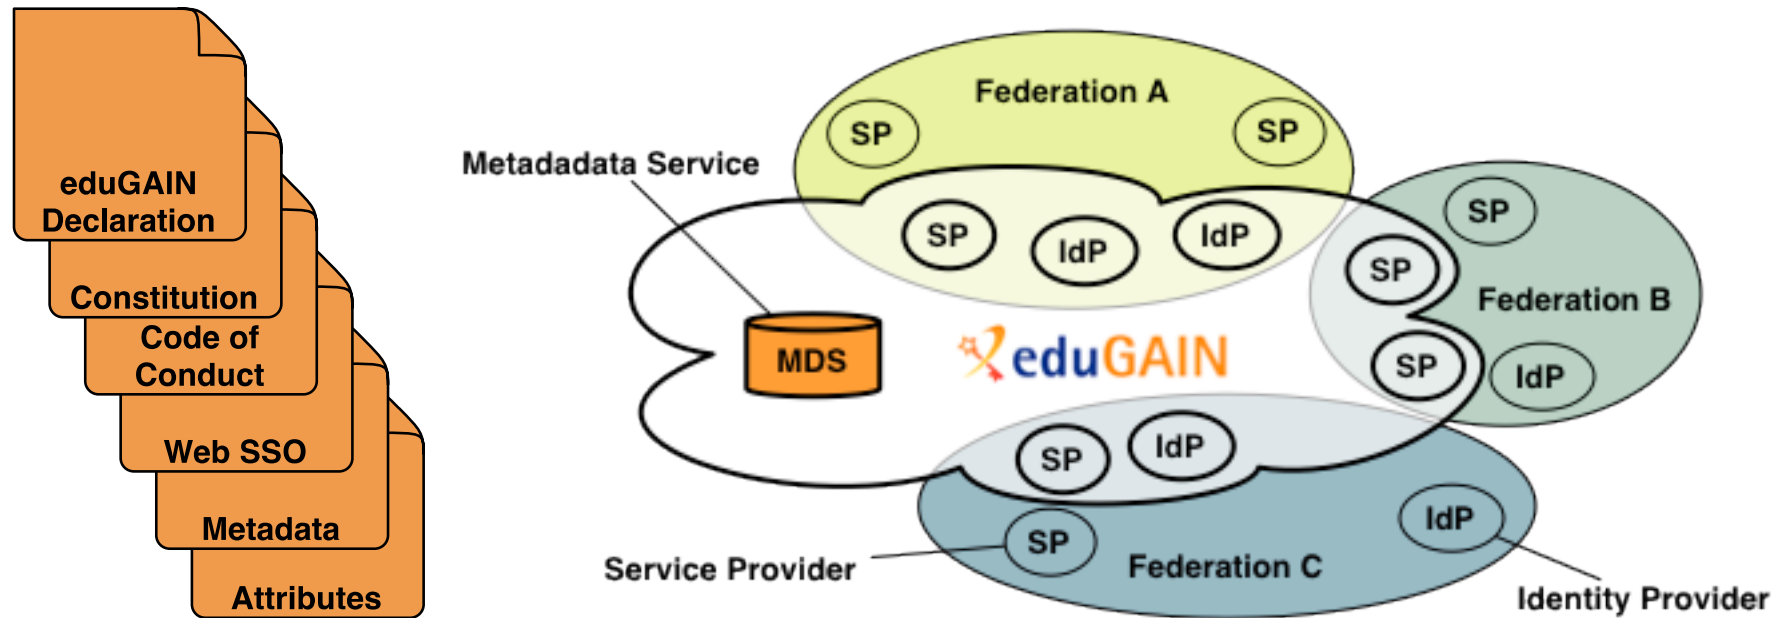 eduGAIN
Declaration
Constitution
Code of
Conduct
Web SSO
Metadata
Attributes
Federation A
SP
SP
Metadadata Service
SP
IdP
IdP
SP
SP
Federation B
MDS
eduGAIN
SP
IdP
SP
IdP
SP
Service Provider
Federation C
IdP
Identity Provider